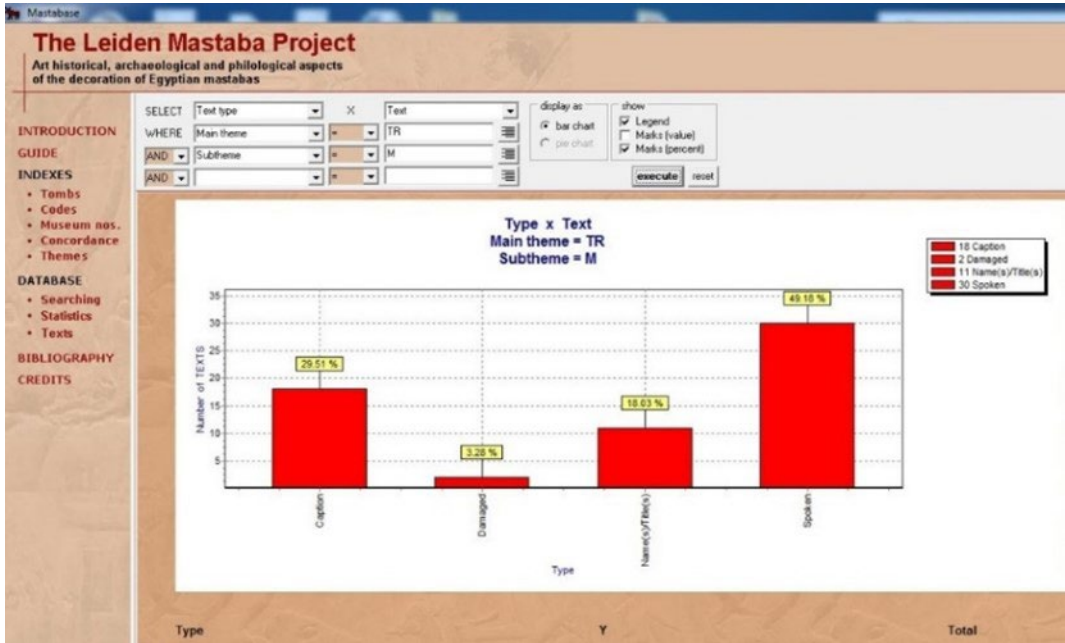 Mastabase
The Leiden Mastaba Project
Art historical, archaeological and philological aspects
of the decoration of Egyptian mastabas
INTRODUCTION
GUIDE
INDEXES
• Tombs
• Codes
• Museum nos.
• Concordance
• Themes
DATABASE
• Searching
• Statistics
• Texts
BIBLIOGRAPHY
CREDITS
SELECT Text type X Text
WHERE Main theme = TR
AND Subtheme = M
AND =
display as
bar chart
pie chart
show
Legend
Marks (value)
Marks (percent)
execute reset
Type x Text
Main theme = TR
Subtheme = M
18 Caption
2 Damaged
11 Name(s)/Title(s)
30 Spoken
Number of TEXTS
35
30
25
20
15
10
5
29.51 %
3.28 %
18.03 %
49.18 %
Caption
Damaged
Name(s)/Title(s)
Spoken
Type
Type Y Total